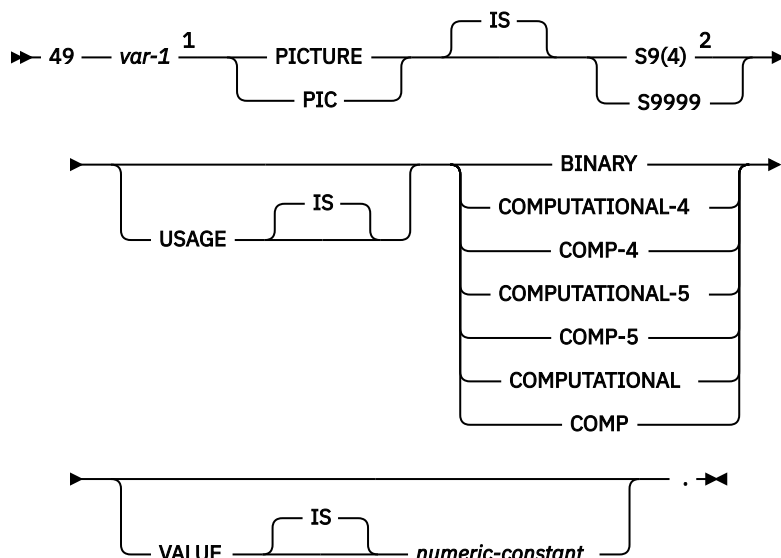 IS
49 var-1 1 PICTURE S9(4) 2
PIC S9999
BINARY
IS COMPUTATIONAL-4
USAGE
COMP-4
COMPUTATIONAL-5
COMP-5
COMPUTATIONAL
COMP
.
IS
VALUE numeric-constant